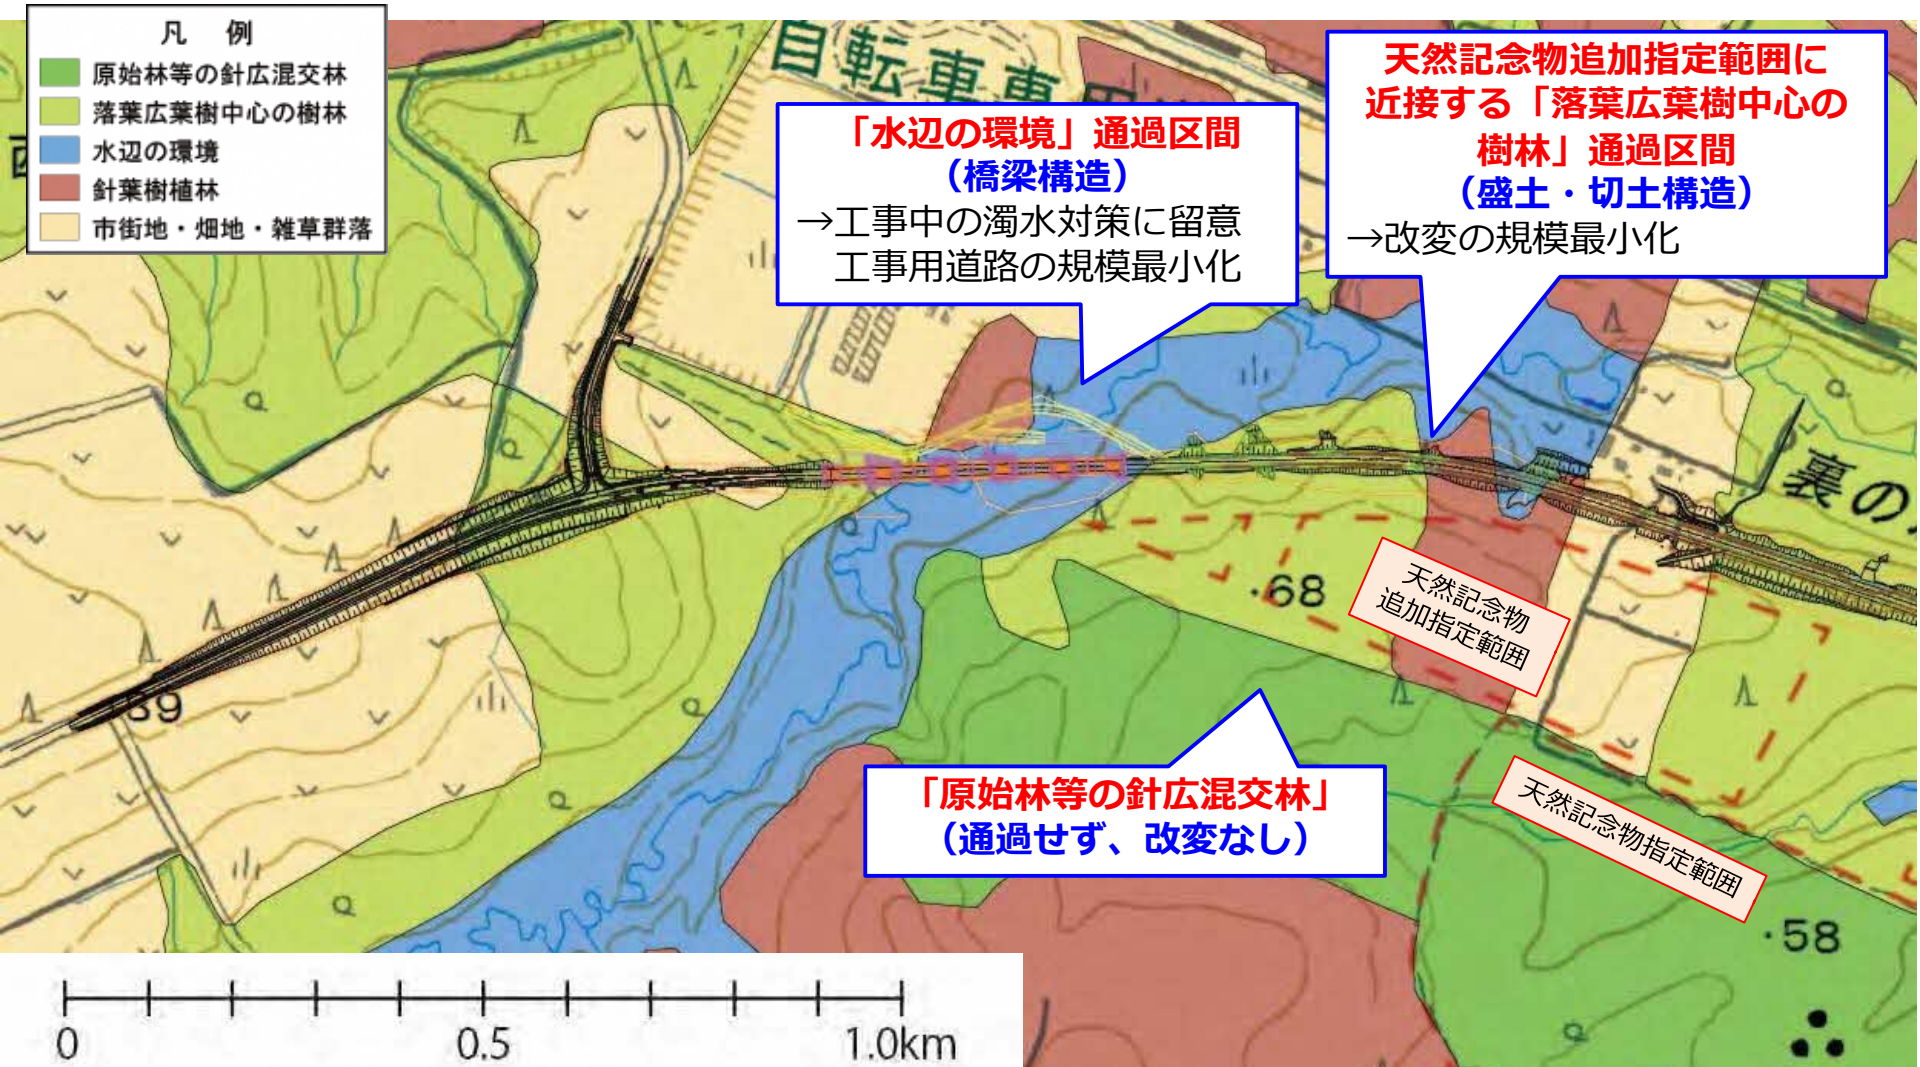 凡 例
原始林等の針広混交林
落葉広葉樹中心の樹林
水辺の環境
針葉樹植林
市街地・畑地・雑草群落
自転車専
「水辺の環境」通過区間
（橋梁構造）
→工事中の濁水対策に留意
工事用道路の規模最小化
天然記念物追加指定範囲に
近接する「落葉広葉樹中心の
樹林」通過区間
（盛土・切土構造）
→改変の規模最小化
裏の
・68
天然記念物
追加指定範囲
39
「原始林等の針広混交林」
（通過せず、改変なし）
天然記念物指定範囲
・58
0 0.5 1.0km